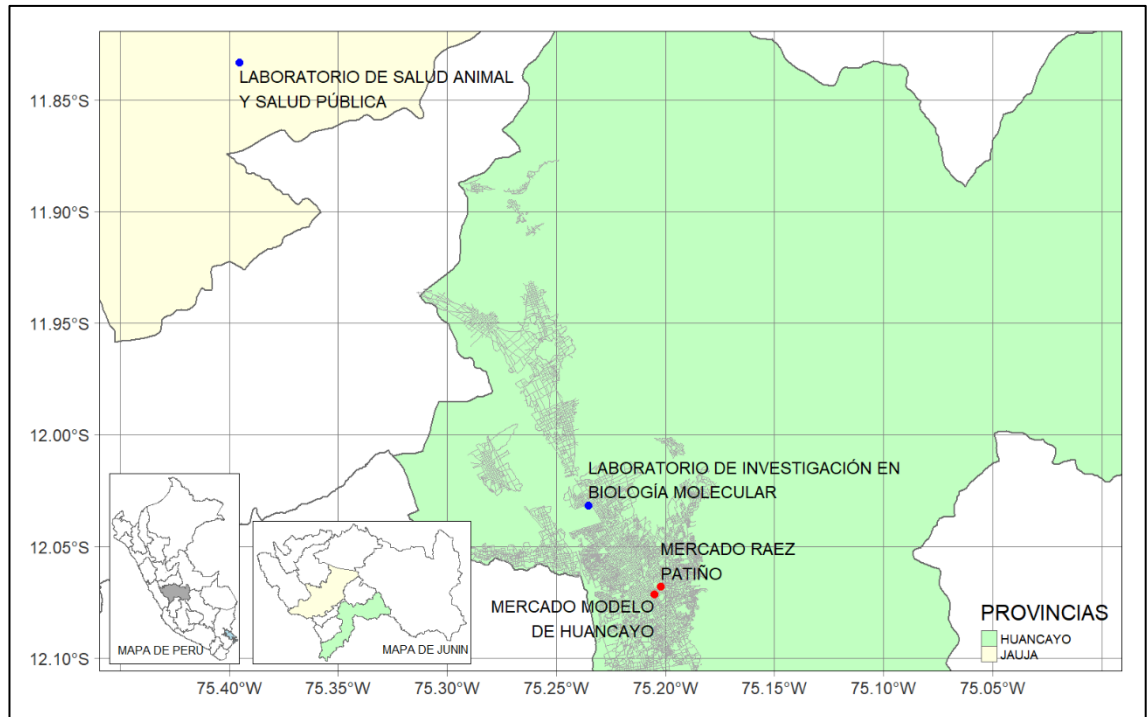 LABORATORIO DE SALUD ANIMAL
Y SALUD PÚBLICA
11.85°S
11.90°S
11.95°S
12.00°S
LABORATORIO DE INVESTIGACIÓN EN
BIOLOGÍA MOLECULAR
12.05°S
MERCADO RAEZ
PATIÑO
MERCADO MODELO
DE HUANCAYO
PROVINCIAS
HUANCAYO
JAUJA
MAPA DE PERÚ
MAPA DE JUNIN
12.10°S
75.40°W
75.35°W
75.30°W
75.25°W
75.20°W
75.15°W
75.10°W
75.05°W